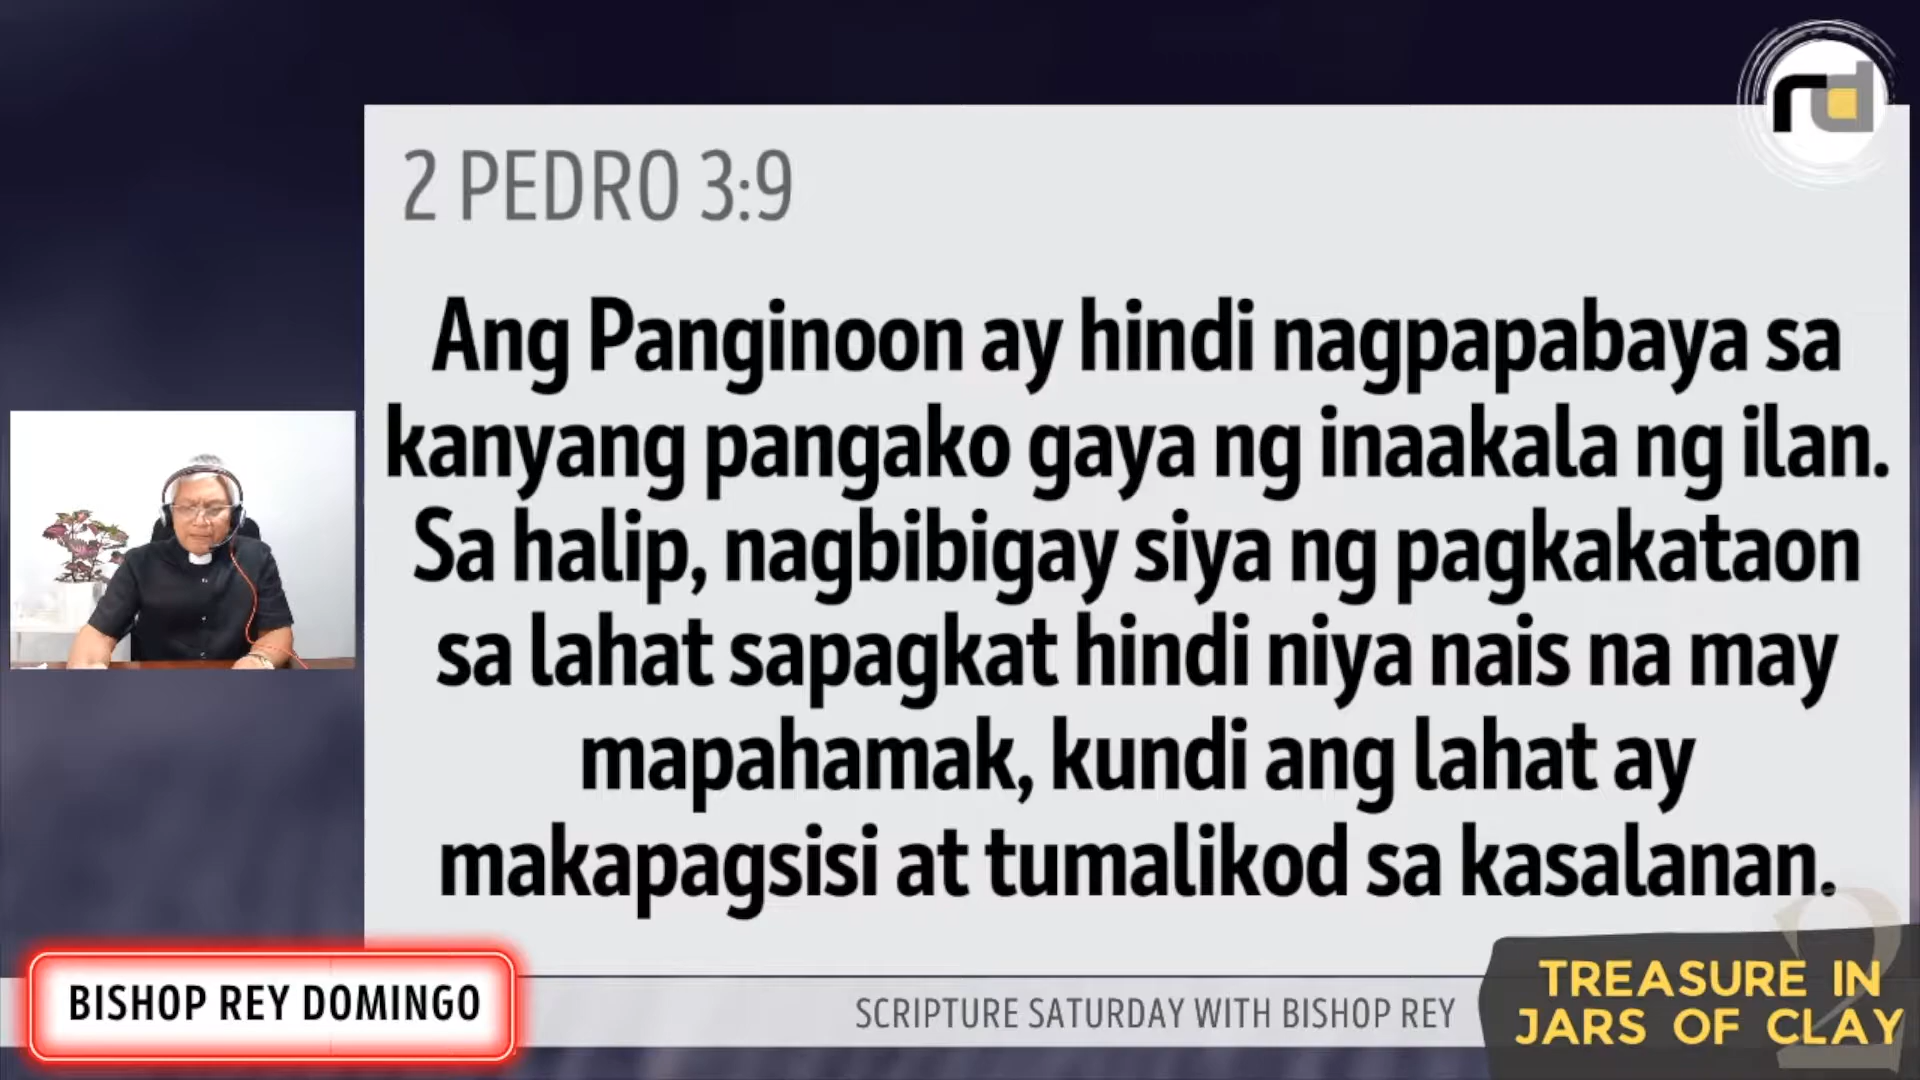 rd
2 PEDRO 3:9
Ang Panginoon ay hindi nagpapabaya sa
kanyang pangako gaya ng inaakala ng ilan.
Sa halip, nagbibigay siya ng pagkakataon
sa lahat sapagkat hindi niya nais na may
mapahamak, kundi ang lahat ay
makapagsisi at tumalikod sa kasalanan.
BISHOP REY DOMINGO
SCRIPTURE SATURDAY WITH BISHOP REY
2
TREASURE IN
JARS OF CLAY